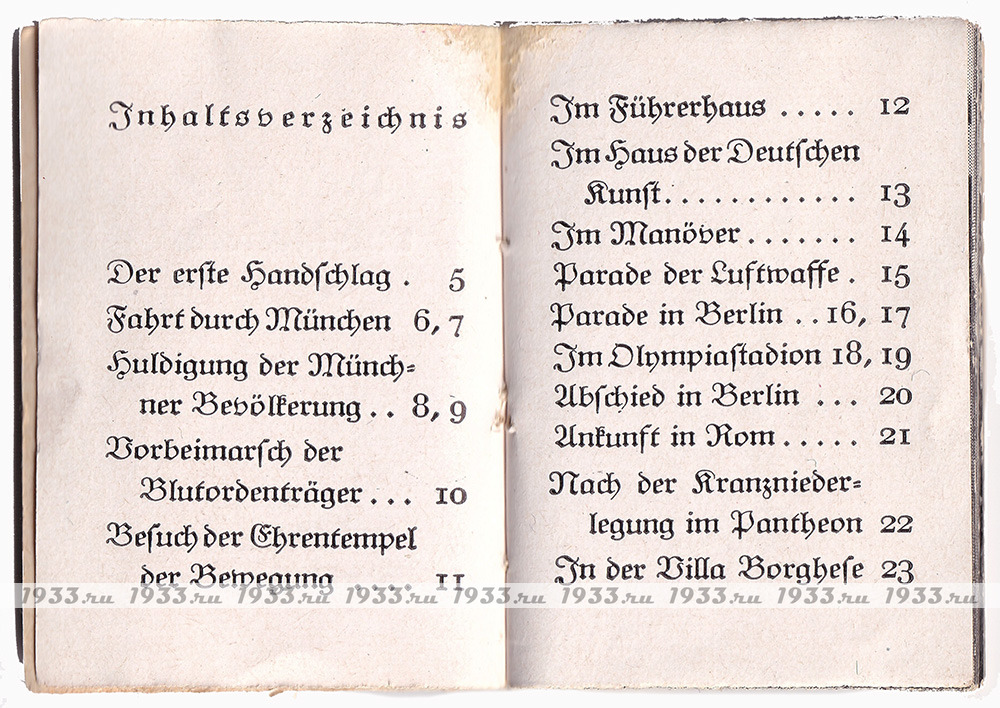 Inhaltsverzeichnis
Der erste Handschlag . 5
Fahrt durch München 6, 7
Huldigung der Münch-
ner Bevölkerung . . 8, 9
Vorbeimarsch der
Blutordenträger . . . 10
Besuch der Ehrentempel
der Bewegung . . . . 11
Im Führerhaus . . . . . 12
Im Haus der Deutschen
Kunst . . . . . . . . . . . . 13
Im Manöver . . . . . . . 14
Parade der Luftwaffe . 15
Parade in Berlin . . 16, 17
Im Olympiastadion 18, 19
Abschied in Berlin . . . 20
Ankunft in Rom . . . . . 21
Nach der Kranznieder-
legung im Pantheon 22
In der Villa Borghese 23
1933.ru 1933.ru 1933.ru 1933.ru 1933.ru 1933.ru 1933.ru 1933.ru 1933.ru